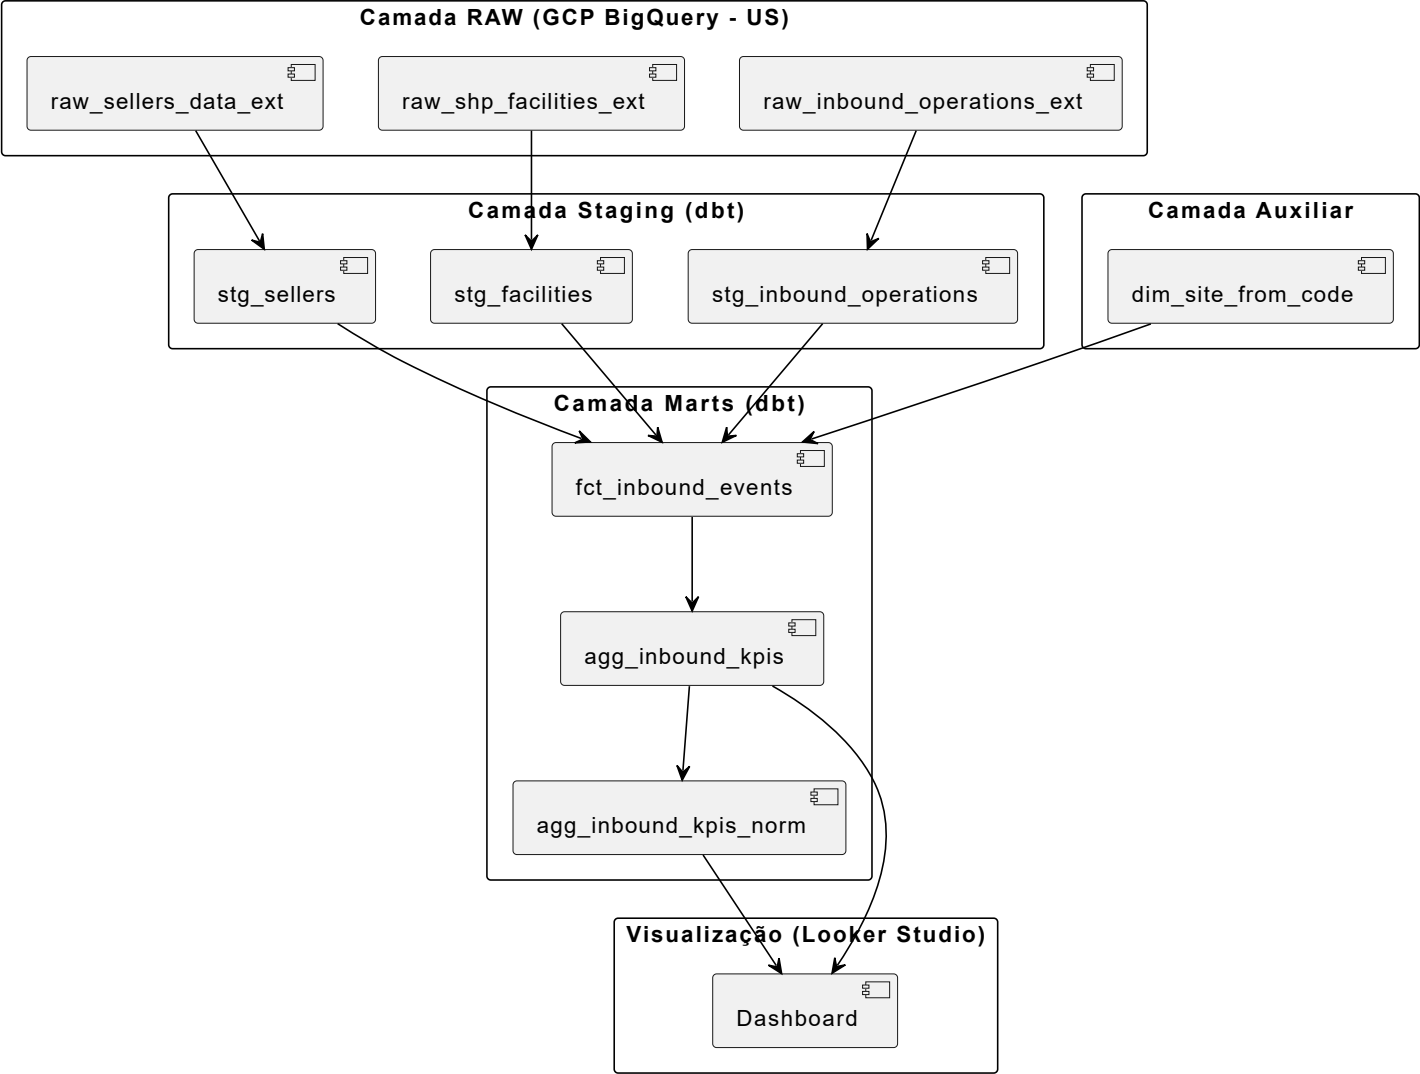 Camada RAW (GCP BigQuery - US)
raw_sellers_data_ext
raw_shp_facilities_ext
raw_inbound_operations_ext
Camada Staging (dbt)
Camada Auxiliar
stg_sellers
stg_facilities
stg_inbound_operations
dim_site_from_code
Camada Marts (dbt)
fct_inbound_events
agg_inbound_kpis
agg_inbound_kpis_norm
Visualização (Looker Studio)
Dashboard